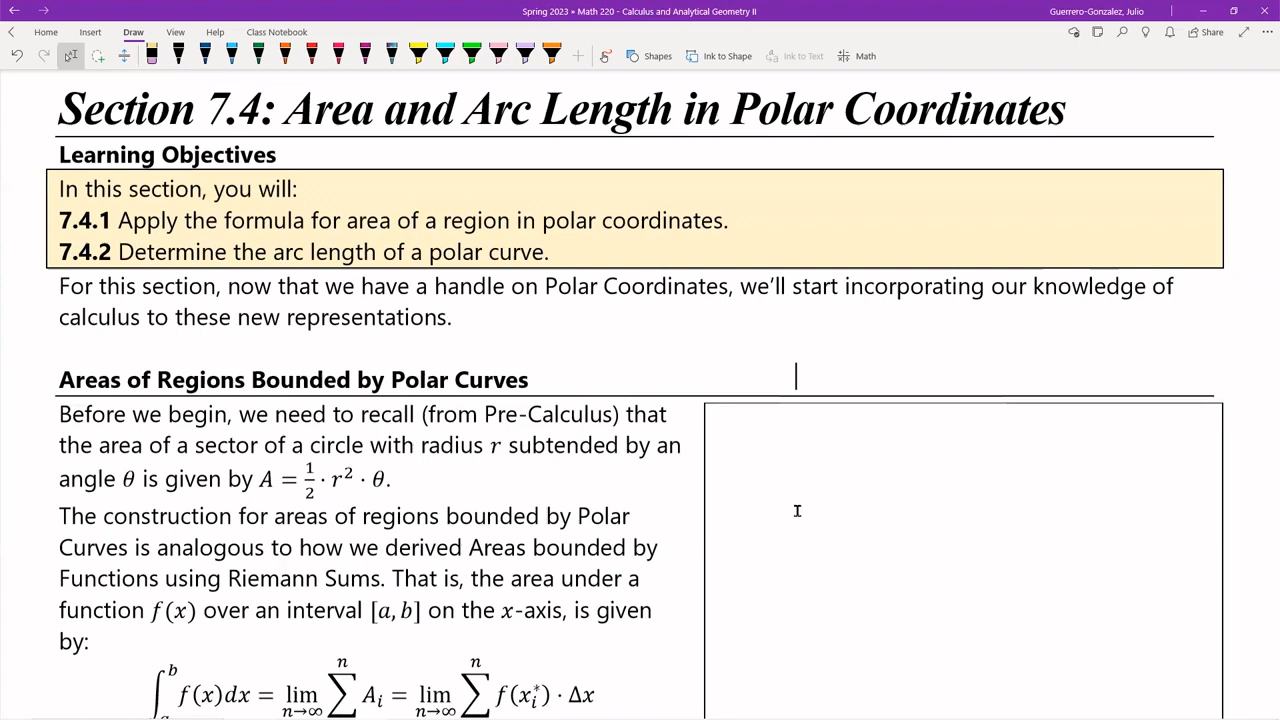 Spring 2023 » Math 220 - Calculus and Analytical Geometry II
Guerrero-Gonzalez, Julio
Home Insert Draw View Help Class Notebook
Share
Shapes Ink to Shape Ink to Text Math
Section 7.4: Area and Arc Length in Polar Coordinates
Learning Objectives
In this section, you will:
7.4.1 Apply the formula for area of a region in polar coordinates.
7.4.2 Determine the arc length of a polar curve.
For this section, now that we have a handle on Polar Coordinates, we'll start incorporating our knowledge of
calculus to these new representations.
Areas of Regions Bounded by Polar Curves
Before we begin, we need to recall (from Pre-Calculus) that
the area of a sector of a circle with radius r subtended by an
angle θ is given by A = 1/2 · r² · θ.
The construction for areas of regions bounded by Polar
Curves is analogous to how we derived Areas bounded by
Functions using Riemann Sums. That is, the area under a
function f(x) over an interval [a, b] on the x-axis, is given
by:
∫ₐᵇ f(x)dx = lim n→∞ ∑ⁿ Aᵢ = lim n→∞ ∑ⁿ f(xᵢ*) · Δx